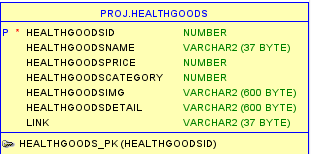 PROJ.HEALTHGOODS
P * HEALTHGOODSID NUMBER
HEALTHGOODSNAME VARCHAR2 (37 BYTE)
HEALTHGOODSPRICE NUMBER
HEALTHGOODSCATEGORY NUMBER
HEALTHGOODSIMG VARCHAR2 (600 BYTE)
HEALTHGOODSDETAIL VARCHAR2 (600 BYTE)
LINK VARCHAR2 (37 BYTE)
HEALTHGOODS_PK (HEALTHGOODSID)